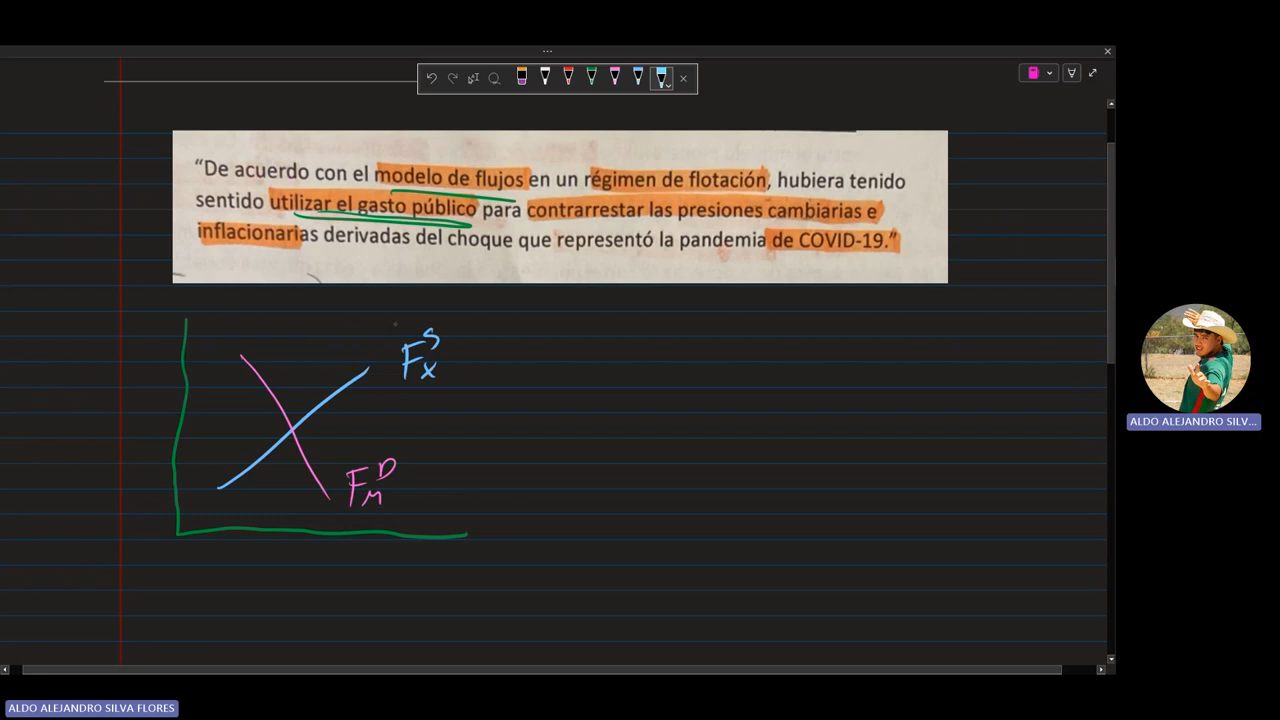 “De acuerdo con el modelo de flujos en un régimen de flotación, hubiera tenido
sentido utilizar el gasto público para contrarrestar las presiones cambiarias e
inflacionarias derivadas del choque que representó la pandemia de COVID-19.”
F S X
F D M
ALDO ALEJANDRO SILV...
ALDO ALEJANDRO SILVA FLORES